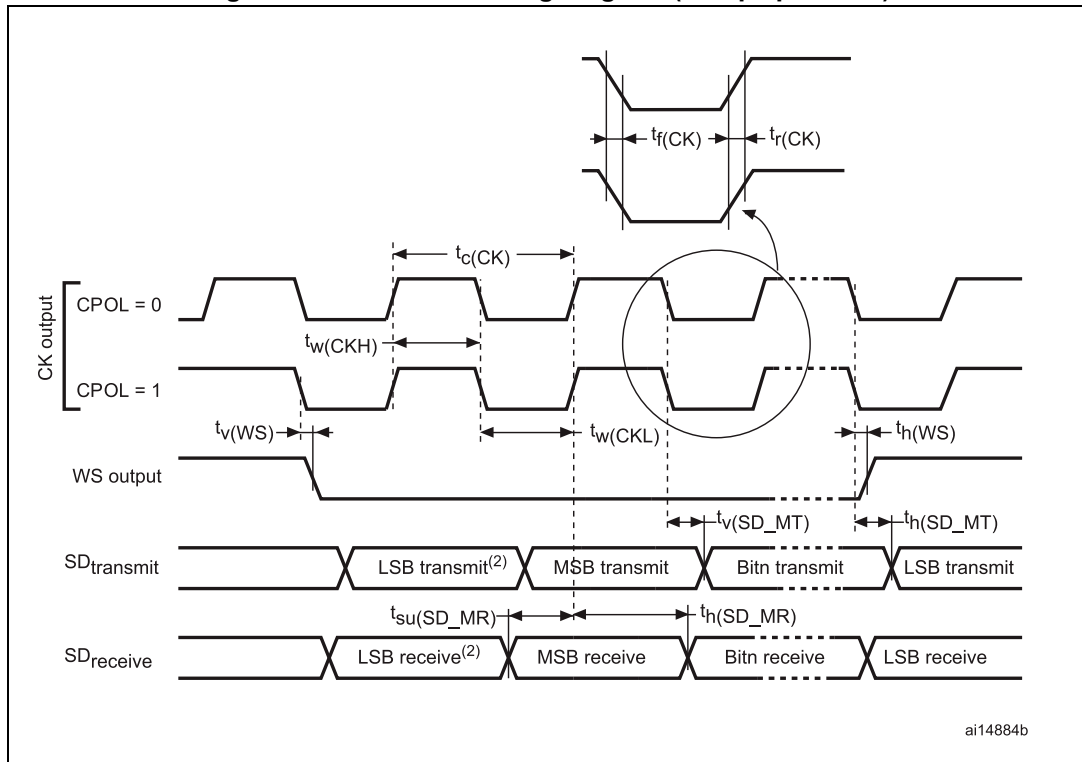 tf(CK)
tr(CK)
tc(CK)
CK output
CPOL = 0
tw(CKH)
CPOL = 1
tv(WS)
tw(CKL)
th(WS)
WS output
tv(SD_MT)
th(SD_MT)
SDtransmit
LSB transmit(2)
MSB transmit
Bitn transmit
LSB transmit
tsu(SD_MR)
th(SD_MR)
SDreceive
LSB receive(2)
MSB receive
Bitn receive
LSB receive
ai14884b